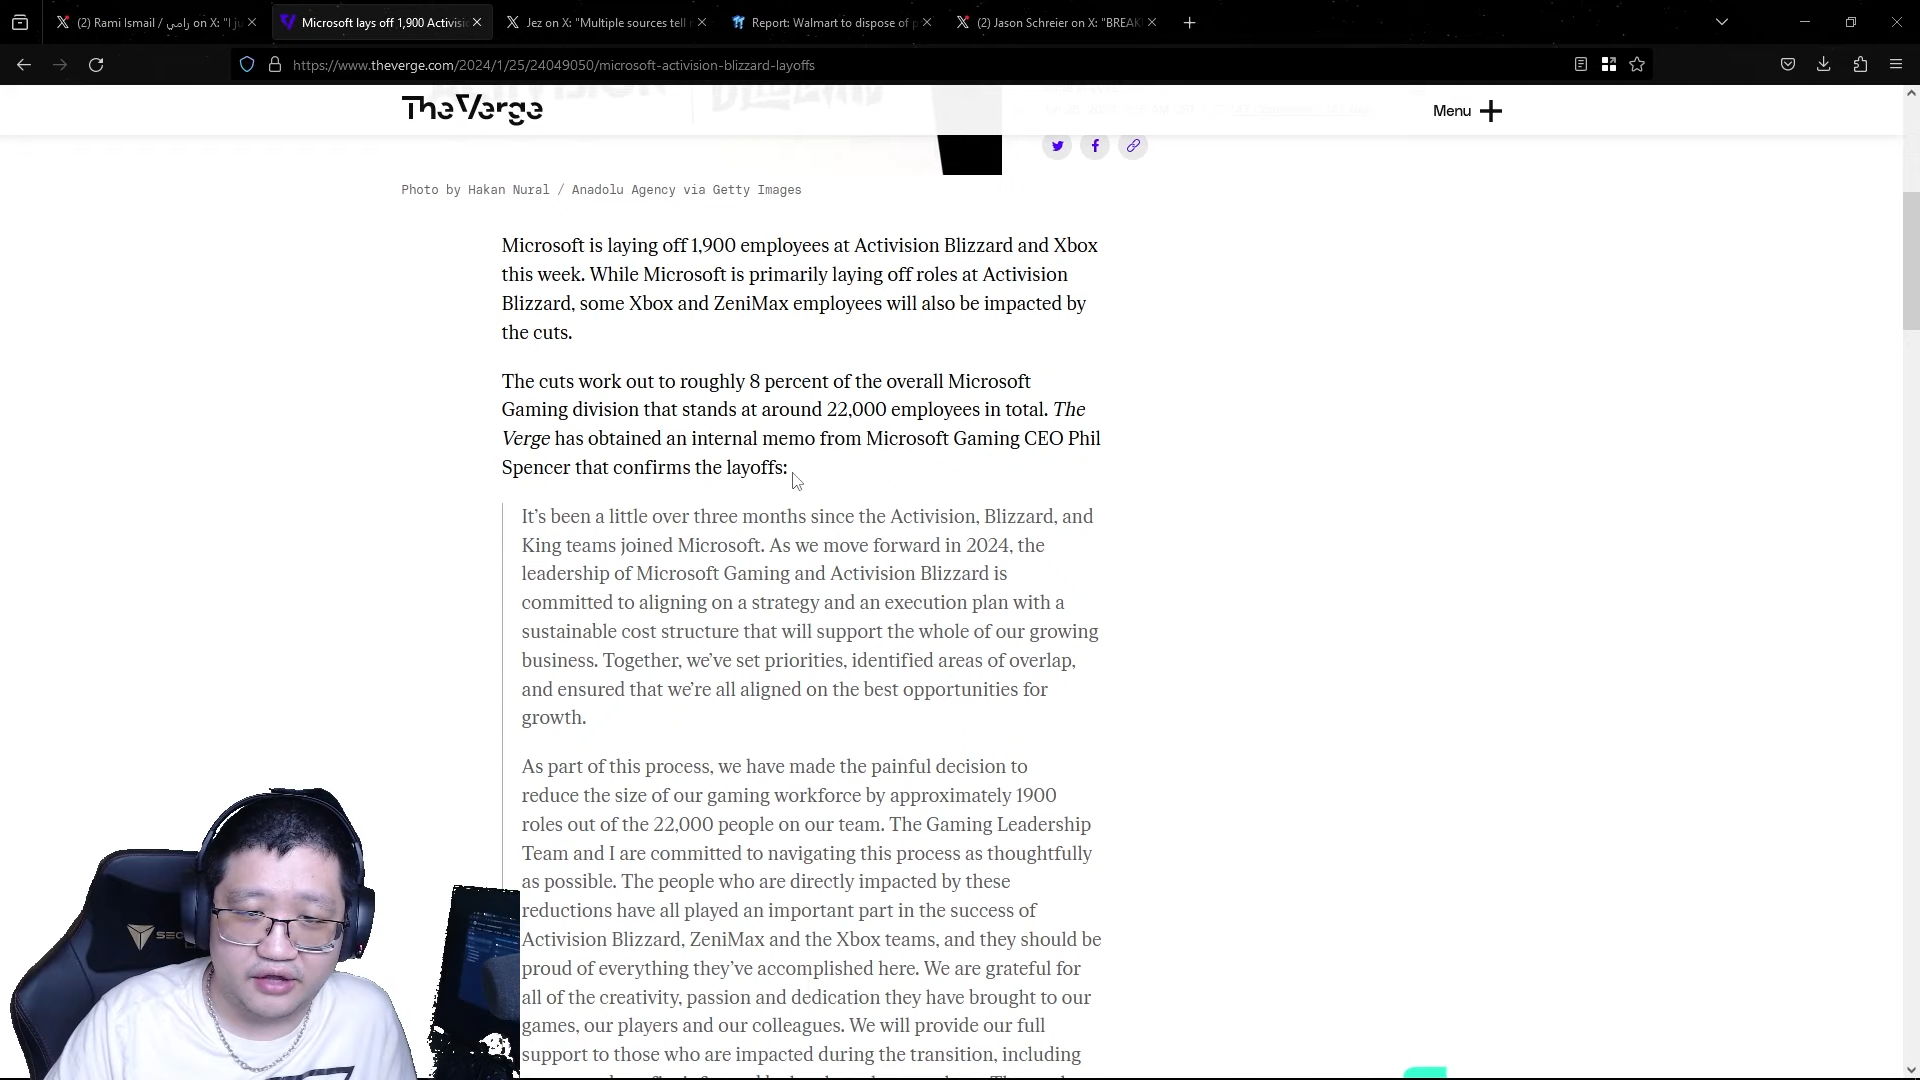 (2) Rami Ismail / رامي on X: "I ju
Microsoft lays off 1,900 Activisi
Jez on X: "Multiple sources tell
Report: Walmart to dispose of p
(2) Jason Schreier on X: "BREAK
https://www.theverge.com/2024/1/25/24049050/microsoft-activision-blizzard-layoffs
The Verge
Menu
Photo by Hakan Nural / Anadolu Agency via Getty Images
Microsoft is laying off 1,900 employees at Activision Blizzard and Xbox
this week. While Microsoft is primarily laying off roles at Activision
Blizzard, some Xbox and ZeniMax employees will also be impacted by
the cuts.
The cuts work out to roughly 8 percent of the overall Microsoft
Gaming division that stands at around 22,000 employees in total. The
Verge has obtained an internal memo from Microsoft Gaming CEO Phil
Spencer that confirms the layoffs:
It's been a little over three months since the Activision, Blizzard, and
King teams joined Microsoft. As we move forward in 2024, the
leadership of Microsoft Gaming and Activision Blizzard is
committed to aligning on a strategy and an execution plan with a
sustainable cost structure that will support the whole of our growing
business. Together, we've set priorities, identified areas of overlap,
and ensured that we're all aligned on the best opportunities for
growth.
As part of this process, we have made the painful decision to
reduce the size of our gaming workforce by approximately 1900
roles out of the 22,000 people on our team. The Gaming Leadership
Team and I are committed to navigating this process as thoughtfully
as possible. The people who are directly impacted by these
reductions have all played an important part in the success of
Activision Blizzard, ZeniMax and the Xbox teams, and they should be
proud of everything they've accomplished here. We are grateful for
all of the creativity, passion and dedication they have brought to our
games, our players and our colleagues. We will provide our full
support to those who are impacted during the transition, including